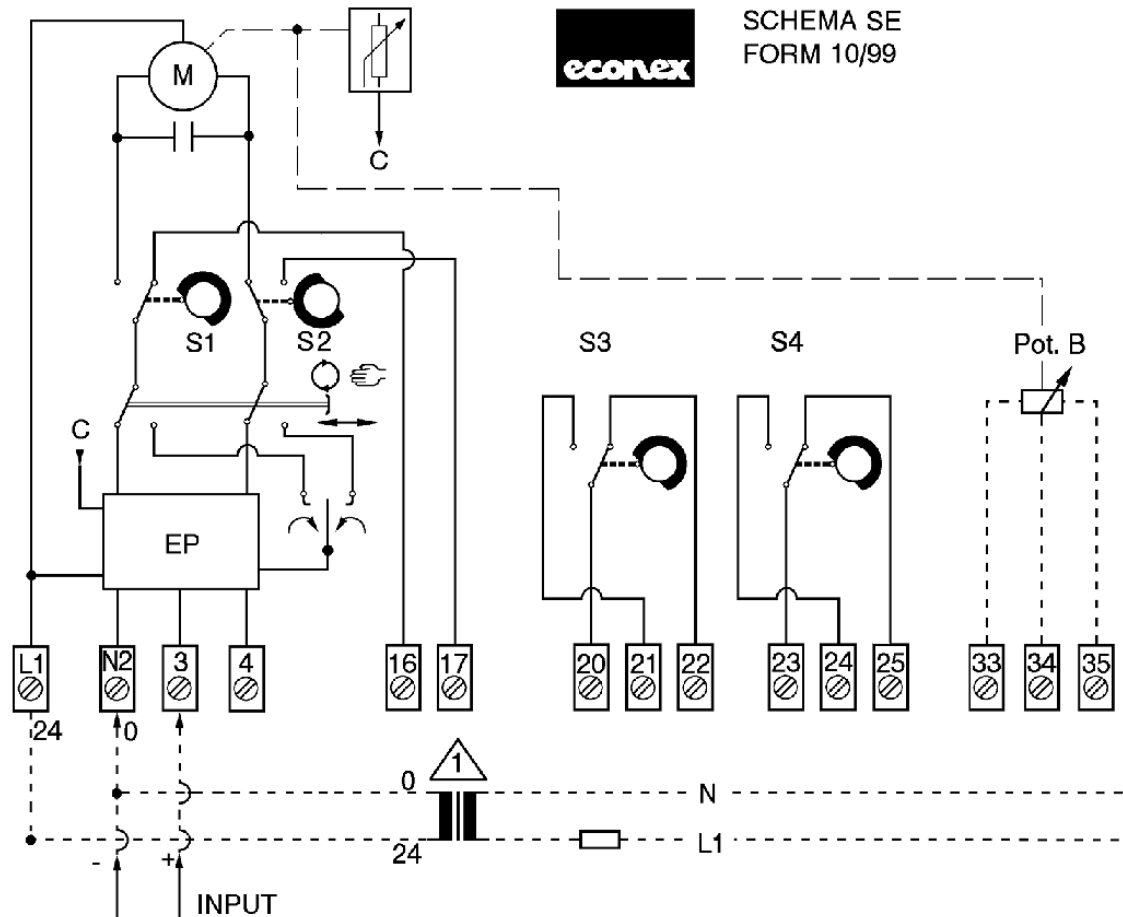 econex
SCHEMA SE
FORM 10/99
M
C
S1
S2
S3
S4
Pot. B
C
EP
L1
N2
3
4
16
17
20
21
22
23
24
25
33
34
35
24
0
1
0
N
24
L1
-
+
INPUT